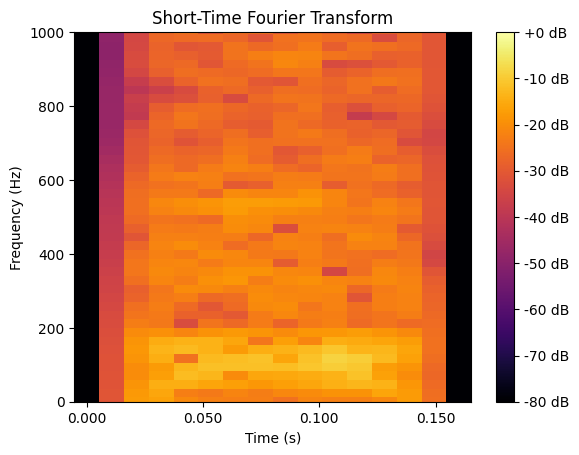 Short-Time Fourier Transform
1000
800
600
400
200
0
Frequency (Hz)
0.000
0.050
0.100
0.150
Time (s)
+0 dB
-10 dB
-20 dB
-30 dB
-40 dB
-50 dB
-60 dB
-70 dB
-80 dB